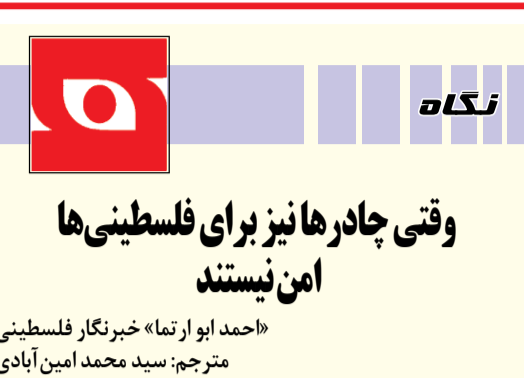 نگاه
وقتی چادرها نیز برای فلسطینی‌ها
امن نیستند
«احمد ابو ارتما» خبرنگار فلسطینی
مترجم: سید محمد امین‌آبادی